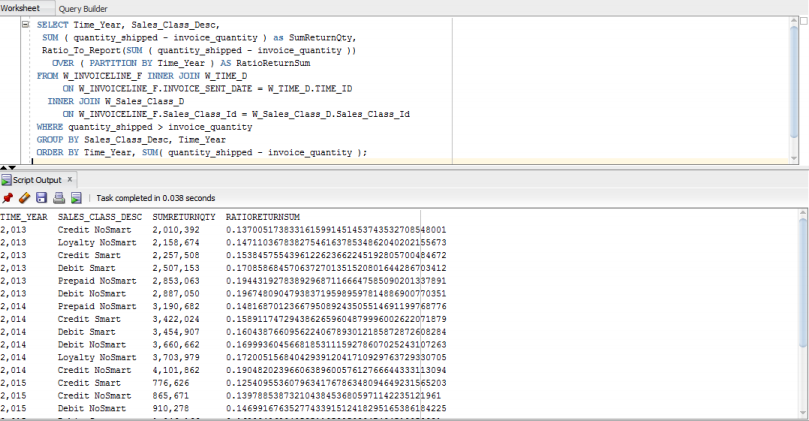 Worksheet Query Builder
SELECT Time_Year, Sales_Class_Desc,
SUM ( quantity_shipped - invoice_quantity ) as SumReturnQty,
Ratio_To_Report(SUM ( quantity_shipped - invoice_quantity ))
OVER ( PARTITION BY Time_Year ) AS RatioReturnSum
FROM W_INVOICELINE_F INNER JOIN W_TIME_D
ON W_INVOICELINE_F.INVOICE_SENT_DATE = W_TIME_D.TIME_ID
INNER JOIN W_Sales_Class_D
ON W_INVOICELINE_F.Sales_Class_Id = W_Sales_Class_D.Sales_Class_Id
WHERE quantity_shipped > invoice_quantity
GROUP BY Sales_Class_Desc, Time_Year
ORDER BY Time_Year, SUM( quantity_shipped - invoice_quantity );
Script Output x
Task completed in 0.038 seconds
TIME_YEAR SALES_CLASS_DESC SUMRETURNQTY RATIORETURNSUM
2,013 Credit NoSmart 2,010,392 0.1370051738331615991451453743532708548001
2,013 Loyalty NoSmart 2,158,674 0.1471103678382754616378534862040202155673
2,013 Credit Smart 2,257,508 0.1538457554396122623662245192805700484672
2,013 Debit Smart 2,507,153 0.1708586845706372701351520801644286703412
2,013 Prepaid NoSmart 2,853,063 0.1944319278389296871166647585090201337891
2,013 Debit NoSmart 2,887,050 0.1967480904793837195989597814886900770351
2,014 Prepaid NoSmart 3,190,682 0.1481687012366795089243505514691199768776
2,014 Credit Smart 3,422,024 0.1589117472943862659604879996002622071879
2,014 Debit Smart 3,454,907 0.1604387660956224067893012185872872608284
2,014 Debit NoSmart 3,660,662 0.1699936045668185311159278607025243107263
2,014 Loyalty NoSmart 3,703,979 0.1720051568404293912041710929763729330705
2,014 Credit NoSmart 4,101,862 0.1904820239660638960057612766644333113094
2,015 Credit Smart 776,626 0.1254095536079634176786348094649231565203
2,015 Credit NoSmart 865,671 0.139788538732104384536805971142235121961
2,015 Debit NoSmart 910,278 0.1469916763527743391512418295165386184225